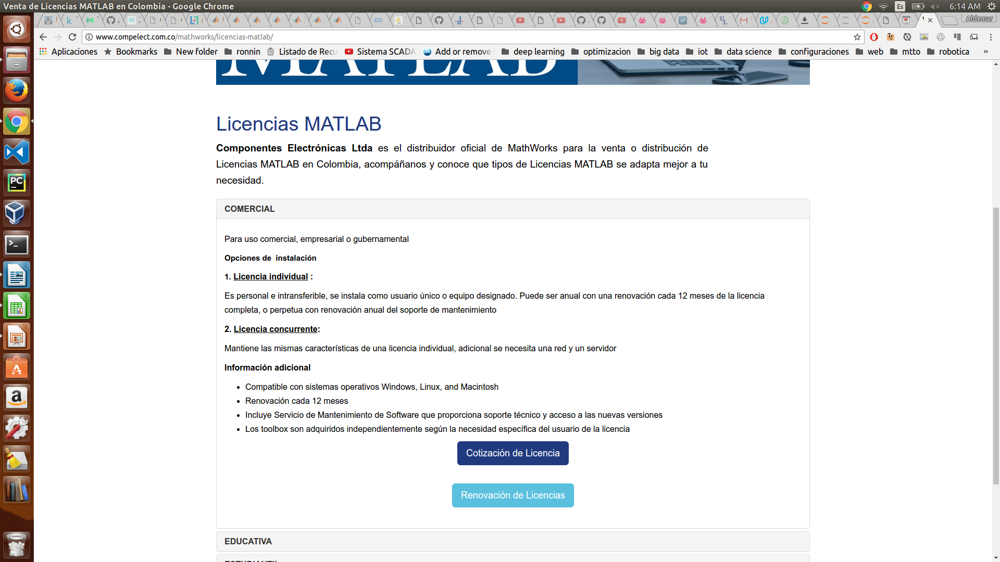 Venta de Licencias MATLAB en Colombia - Google Chrome
Es
6:14 AM
Aldemar
www.compelect.com.co/mathworks/licencias-matlab/
Aplicaciones
Bookmarks
New folder
ronnin
Listado de Recu
Sistema SCADA
Add or remove
deep learning
optimizacion
big data
iot
data science
configuraciones
web
mtto
robotica
»
MATLAB
Licencias MATLAB
Componentes Electrónicas Ltda es el distribuidor oficial de MathWorks para la venta o distribución de
Licencias MATLAB en Colombia, acompáñanos y conoce que tipos de Licencias MATLAB se adapta mejor a tu
necesidad.
COMERCIAL
Para uso comercial, empresarial o gubernamental
Opciones de  instalación
1. Licencia individual :
Es personal e intransferible, se instala como usuario único o equipo designado. Puede ser anual con una renovación cada 12 meses de la licencia
completa, o perpetua con renovación anual del soporte de mantenimiento
2. Licencia concurrente:
Mantiene las mismas características de una licencia individual, adicional se necesita una red y un servidor
Información adicional
• Compatible con sistemas operativos Windows, Linux, and Macintosh
• Renovación cada 12 meses
• Incluye Servicio de Mantenimiento de Software que proporciona soporte técnico y acceso a las nuevas versiones
• Los toolbox son adquiridos independientemente según la necesidad específica del usuario de la licencia
Cotización de Licencia
Renovación de Licencias
EDUCATIVA
ESTUDIANTIL